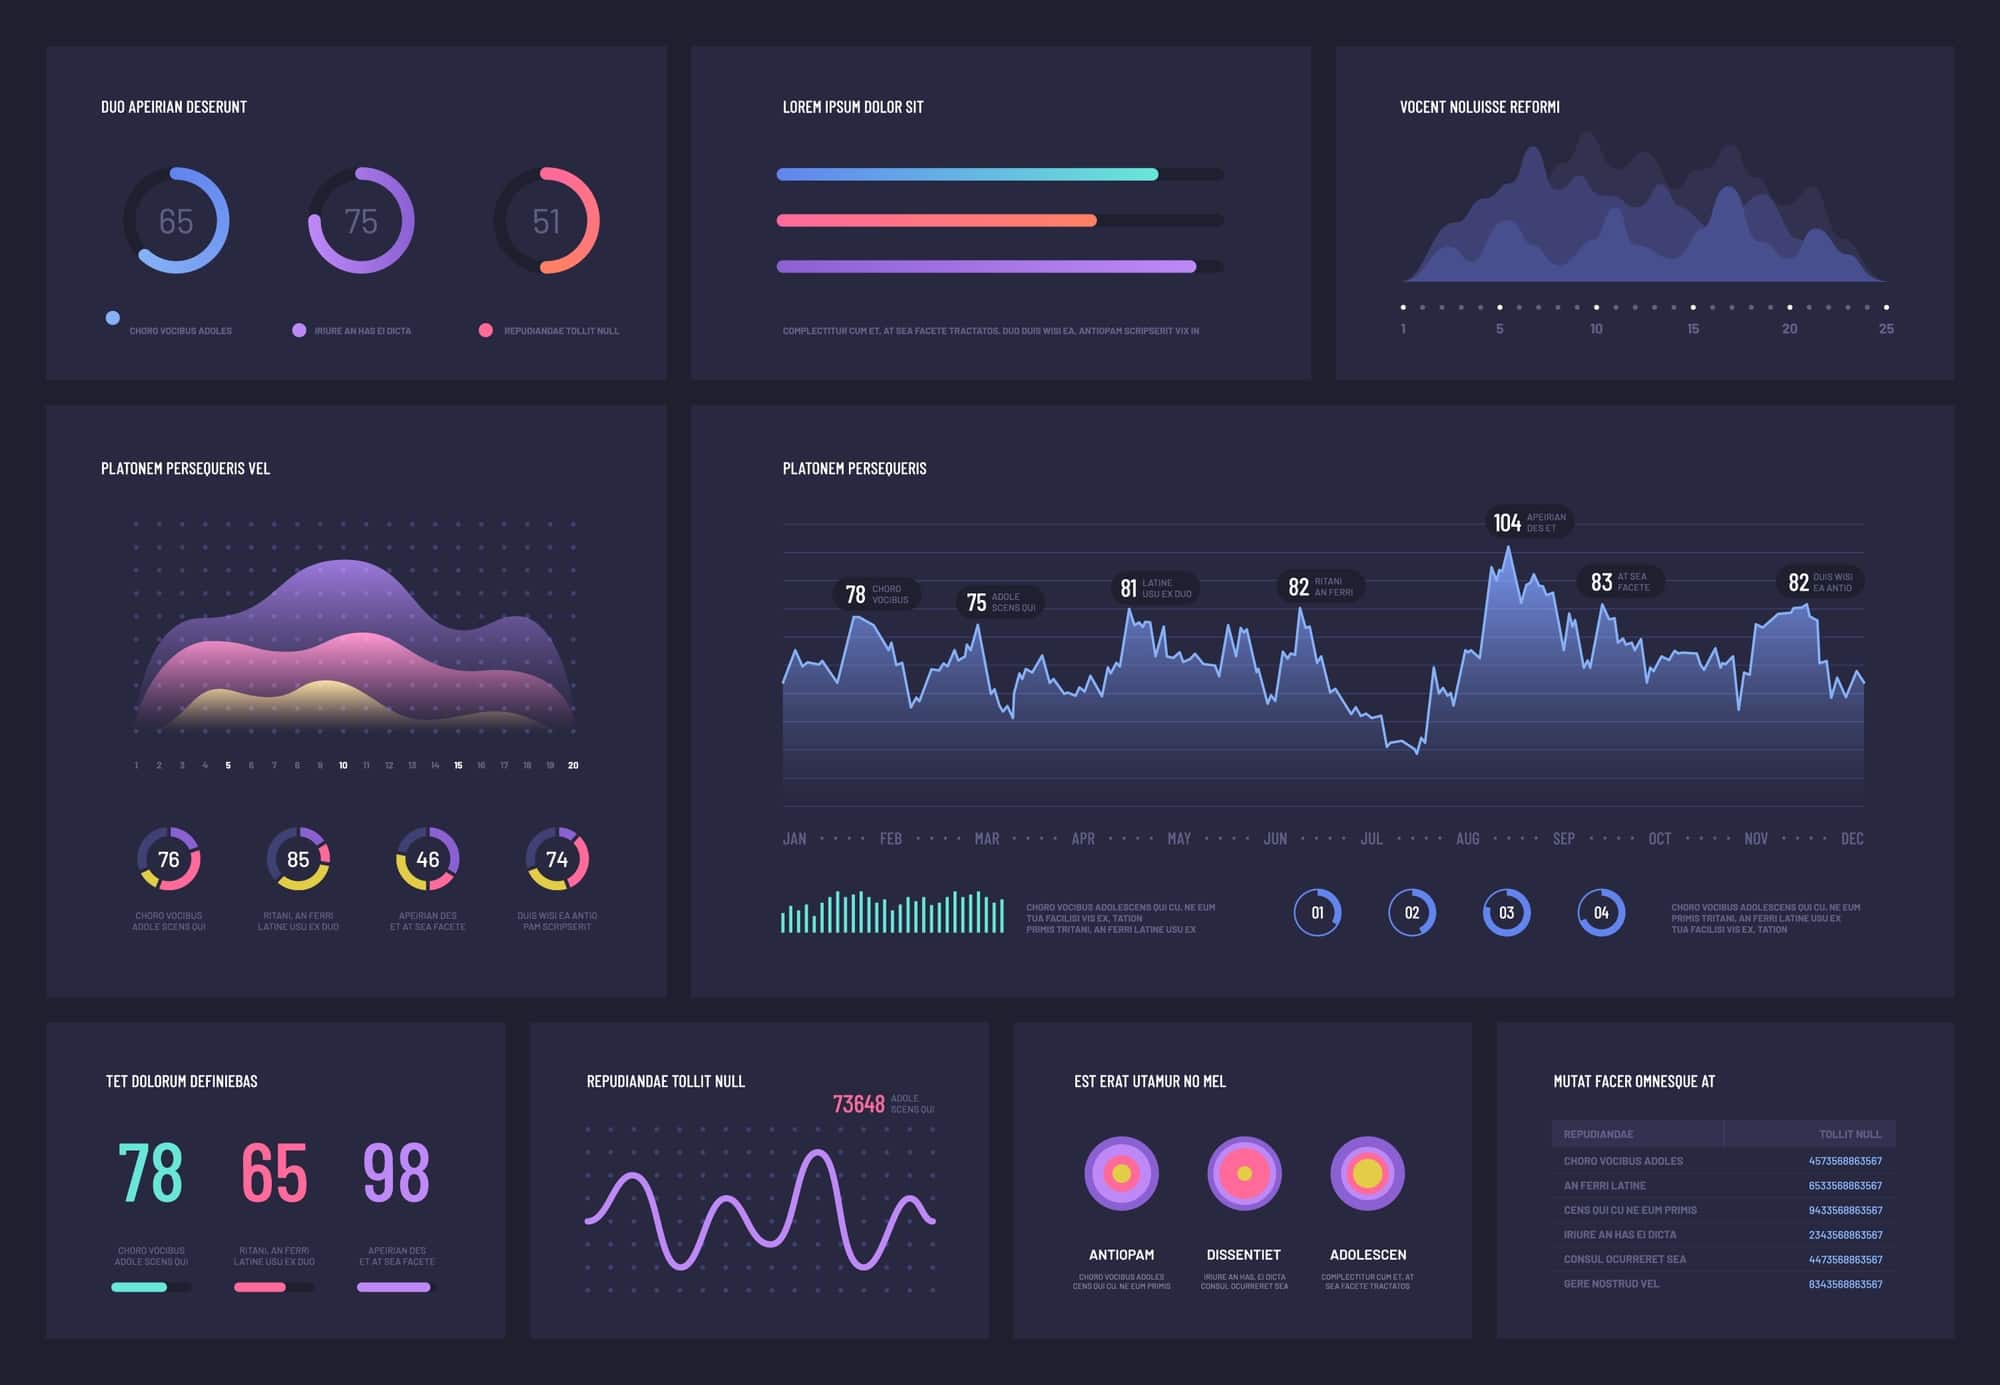 DUO APEIRIAN DESERUNT
65
75
51
CHORO VOCIBUS ADOLES
IRIURE AN HAS EI DICTA
REPUDIANDAE TOLLIT NULL
LOREM IPSUM DOLOR SIT
COMPLECTITUR CUM ET, AT SEA FACETE TRACTATOS. DUO DUIS WISI EA, ANTIOPAM SCRIPSERIT VIX IN
VOCENT NOLUISSE REFORMI
1 5 10 15 20 25
PLATONEM PERSEQUERIS VEL
1 2 3 4 5 6 7 8 9 10 11 12 13 14 15 16 17 18 19 20
76
85
46
74
CHORO VOCIBUS
ADOLE SCENS QUI
RITANI, AN FERRI
LATINE USU EX DUO
APEIRIAN DES
ET AT SEA FACETE
DUIS WISI EA ANTIO
PAM SCRIPSERIT
PLATONEM PERSEQUERIS
78 CHORO
VOCIBUS
75 ADOLE
SCENS QUI
81 LATINE
USU EX DUO
82 RITANI
AN FERRI
104 APEIRIAN
DES ET
83 AT SEA
FACETE
82 DUIS WISI
EA ANTIO
JAN FEB MAR APR MAY JUN JUL AUG SEP OCT NOV DEC
CHORO VOCIBUS ADOLESCENS QUI CU. NE EUM
TUA FACILISI VIS EX, TATION
PRIMIS TRITANI, AN FERRI LATINE USU EX
01
02
03
04
CHORO VOCIBUS ADOLESCENS QUI CU. NE EUM
PRIMIS TRITANI, AN FERRI LATINE USU EX
TUA FACILISI VIS EX, TATION
TET DOLORUM DEFINIEBAS
78
65
98
CHORO VOCIBUS
ADOLE SCENS QUI
RITANI, AN FERRI
LATINE USU EX DUO
APEIRIAN DES
ET AT SEA FACETE
REPUDIANDAE TOLLIT NULL
73648 ADOLE
SCENS QUI
EST ERAT UTAMUR NO MEL
ANTIOPAM
CHORO VOCIBUS ADOLES
CENS QUI CU. NE EUM PRIMIS
DISSENTIET
IRIURE AN HAS, EI DICTA
CONSUL OCURRERET SEA
ADOLESCEN
COMPLECTITUR CUM ET, AT
SEA FACETE TRACTATOS
MUTAT FACER OMNESQUE AT
REPUDIANDAE TOLLIT NULL
CHORO VOCIBUS ADOLES 4573568863567
AN FERRI LATINE 6533568863567
CENS QUI CU NE EUM PRIMIS 9433568863567
IRIURE AN HAS EI DICTA 2343568863567
CONSUL OCURRERET SEA 4473568863567
GERE NOSTRUD VEL 8343568863567